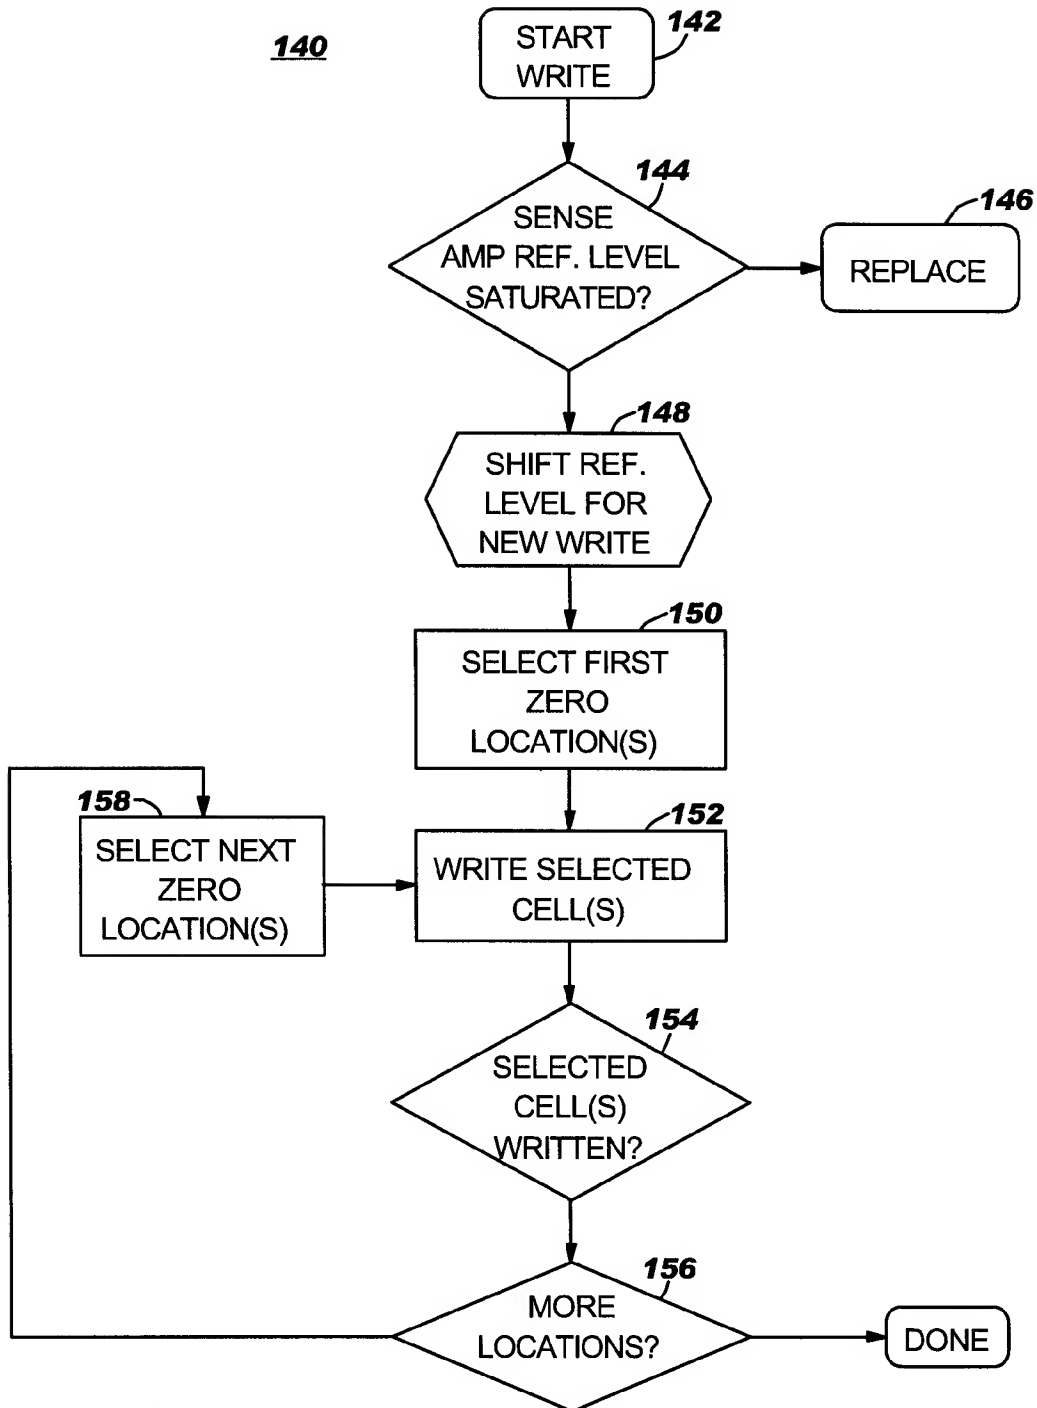 140
START
WRITE
142
144
SENSE
AMP REF. LEVEL
SATURATED?
146
REPLACE
148
SHIFT REF.
LEVEL FOR
NEW WRITE
150
SELECT FIRST
ZERO
LOCATION(S)
158
SELECT NEXT
ZERO
LOCATION(S)
152
WRITE SELECTED
CELL(S)
154
SELECTED
CELL(S)
WRITTEN?
156
MORE
LOCATIONS?
DONE